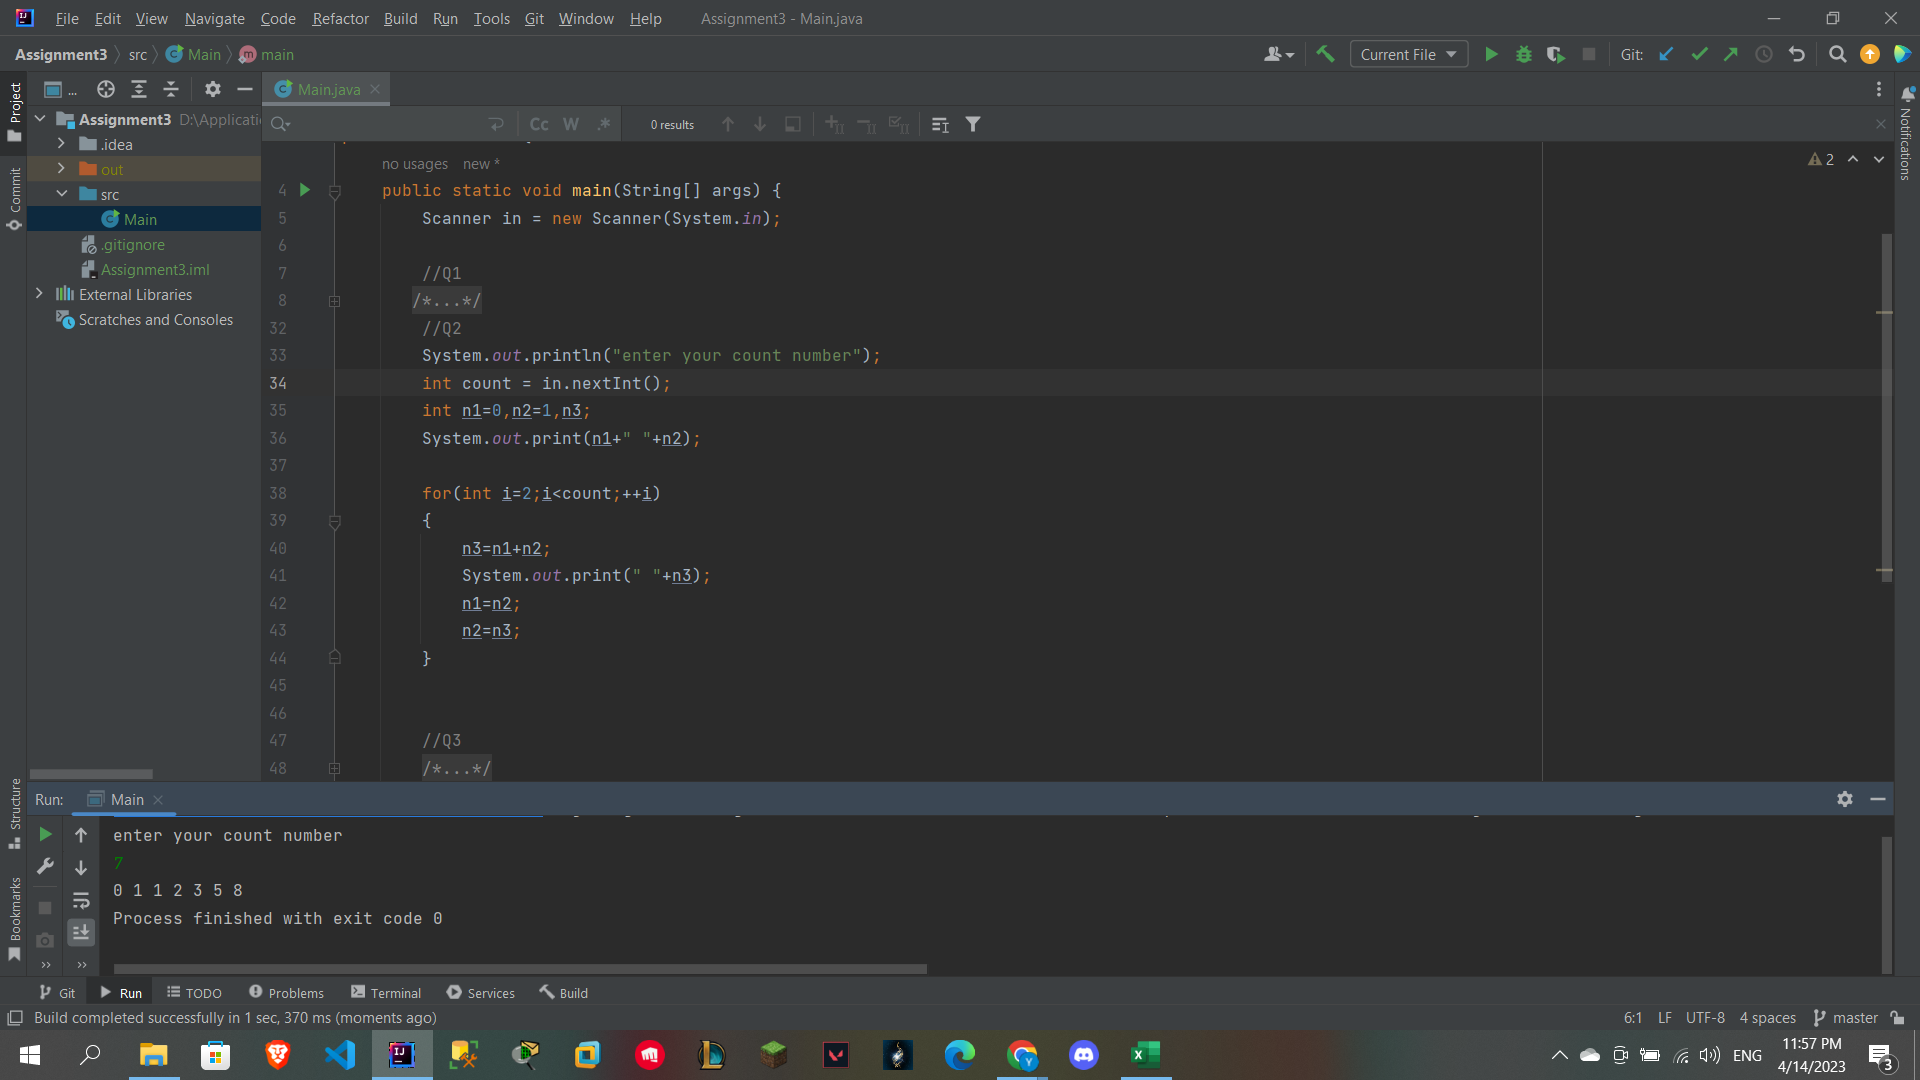 File Edit View Navigate Code Refactor Build Run Tools Git Window Help Assignment3 - Main.java
Assignment3 src Main main Current File Git:
Project ... Main.java
Assignment3 D:\Applicati Cc W .* 0 results
.idea
out
src
Main
.gitignore
Assignment3.iml
External Libraries
Scratches and Consoles
Commit
Structure
Bookmarks
Notifications
no usages new *
2
4 public static void main(String[] args) {
5 Scanner in = new Scanner(System.in);
6
7 //Q1
8 /*...*/
32 //Q2
33 System.out.println("enter your count number");
34 int count = in.nextInt();
35 int n1=0,n2=1,n3;
36 System.out.print(n1+" "+n2);
37
38 for(int i=2;i<count;++i)
39 {
40 n3=n1+n2;
41 System.out.print(" "+n3);
42 n1=n2;
43 n2=n3;
44 }
45
46
47 //Q3
48 /*...*/
Run: Main
enter your count number
7
0 1 1 2 3 5 8
Process finished with exit code 0
Git Run TODO Problems Terminal Services Build
Build completed successfully in 1 sec, 370 ms (moments ago) 6:1 LF UTF-8 4 spaces master
ENG 11:57 PM
4/14/2023 3